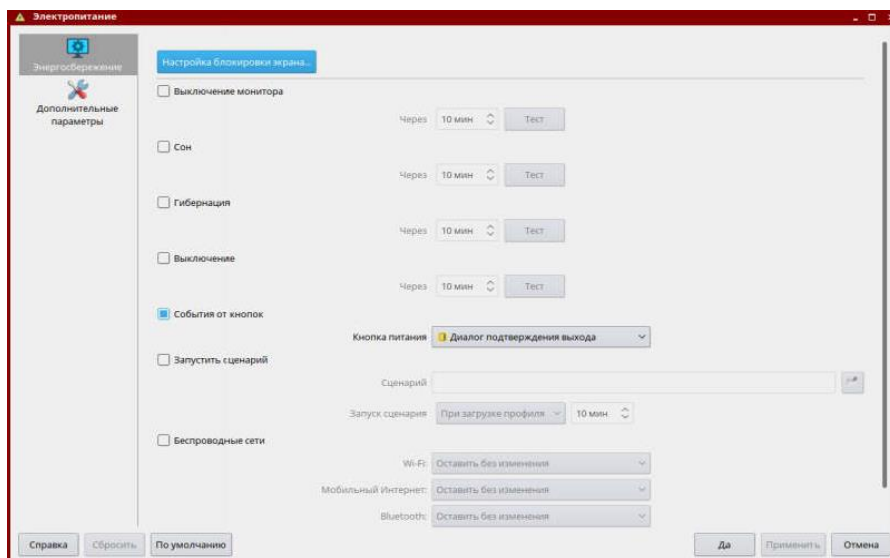 Электропитание
Энергосбережение
Дополнительные
параметры
Настройка блокировки экрана...
Выключение монитора
Через 10 мин Тест
Сон
Через 10 мин Тест
Гибернация
Через 10 мин Тест
Выключение
Через 10 мин Тест
События от кнопок
Кнопка питания Диалог подтверждения выхода
Запустить сценарий
Сценарий
Запуск сценария При загрузке профиля 10 мин
Беспроводные сети
Wi-Fi: Оставить без изменения
Мобильный Интернет: Оставить без изменения
Bluetooth: Оставить без изменения
Справка Сбросить По умолчанию Да Применить Отмена